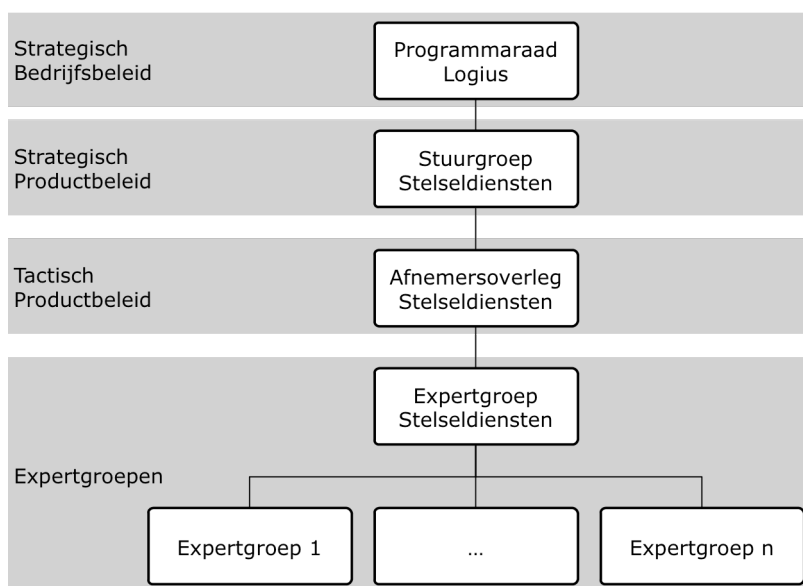 Strategisch
Bedrijfsbeleid
Programmaraad
Logius
Strategisch
Productbeleid
Stuurgroep
Stelseldiensten
Tactisch
Productbeleid
Afnemersoverleg
Stelseldiensten
Expertgroepen
Expertgroep
Stelseldiensten
Expertgroep 1
...
Expertgroep n